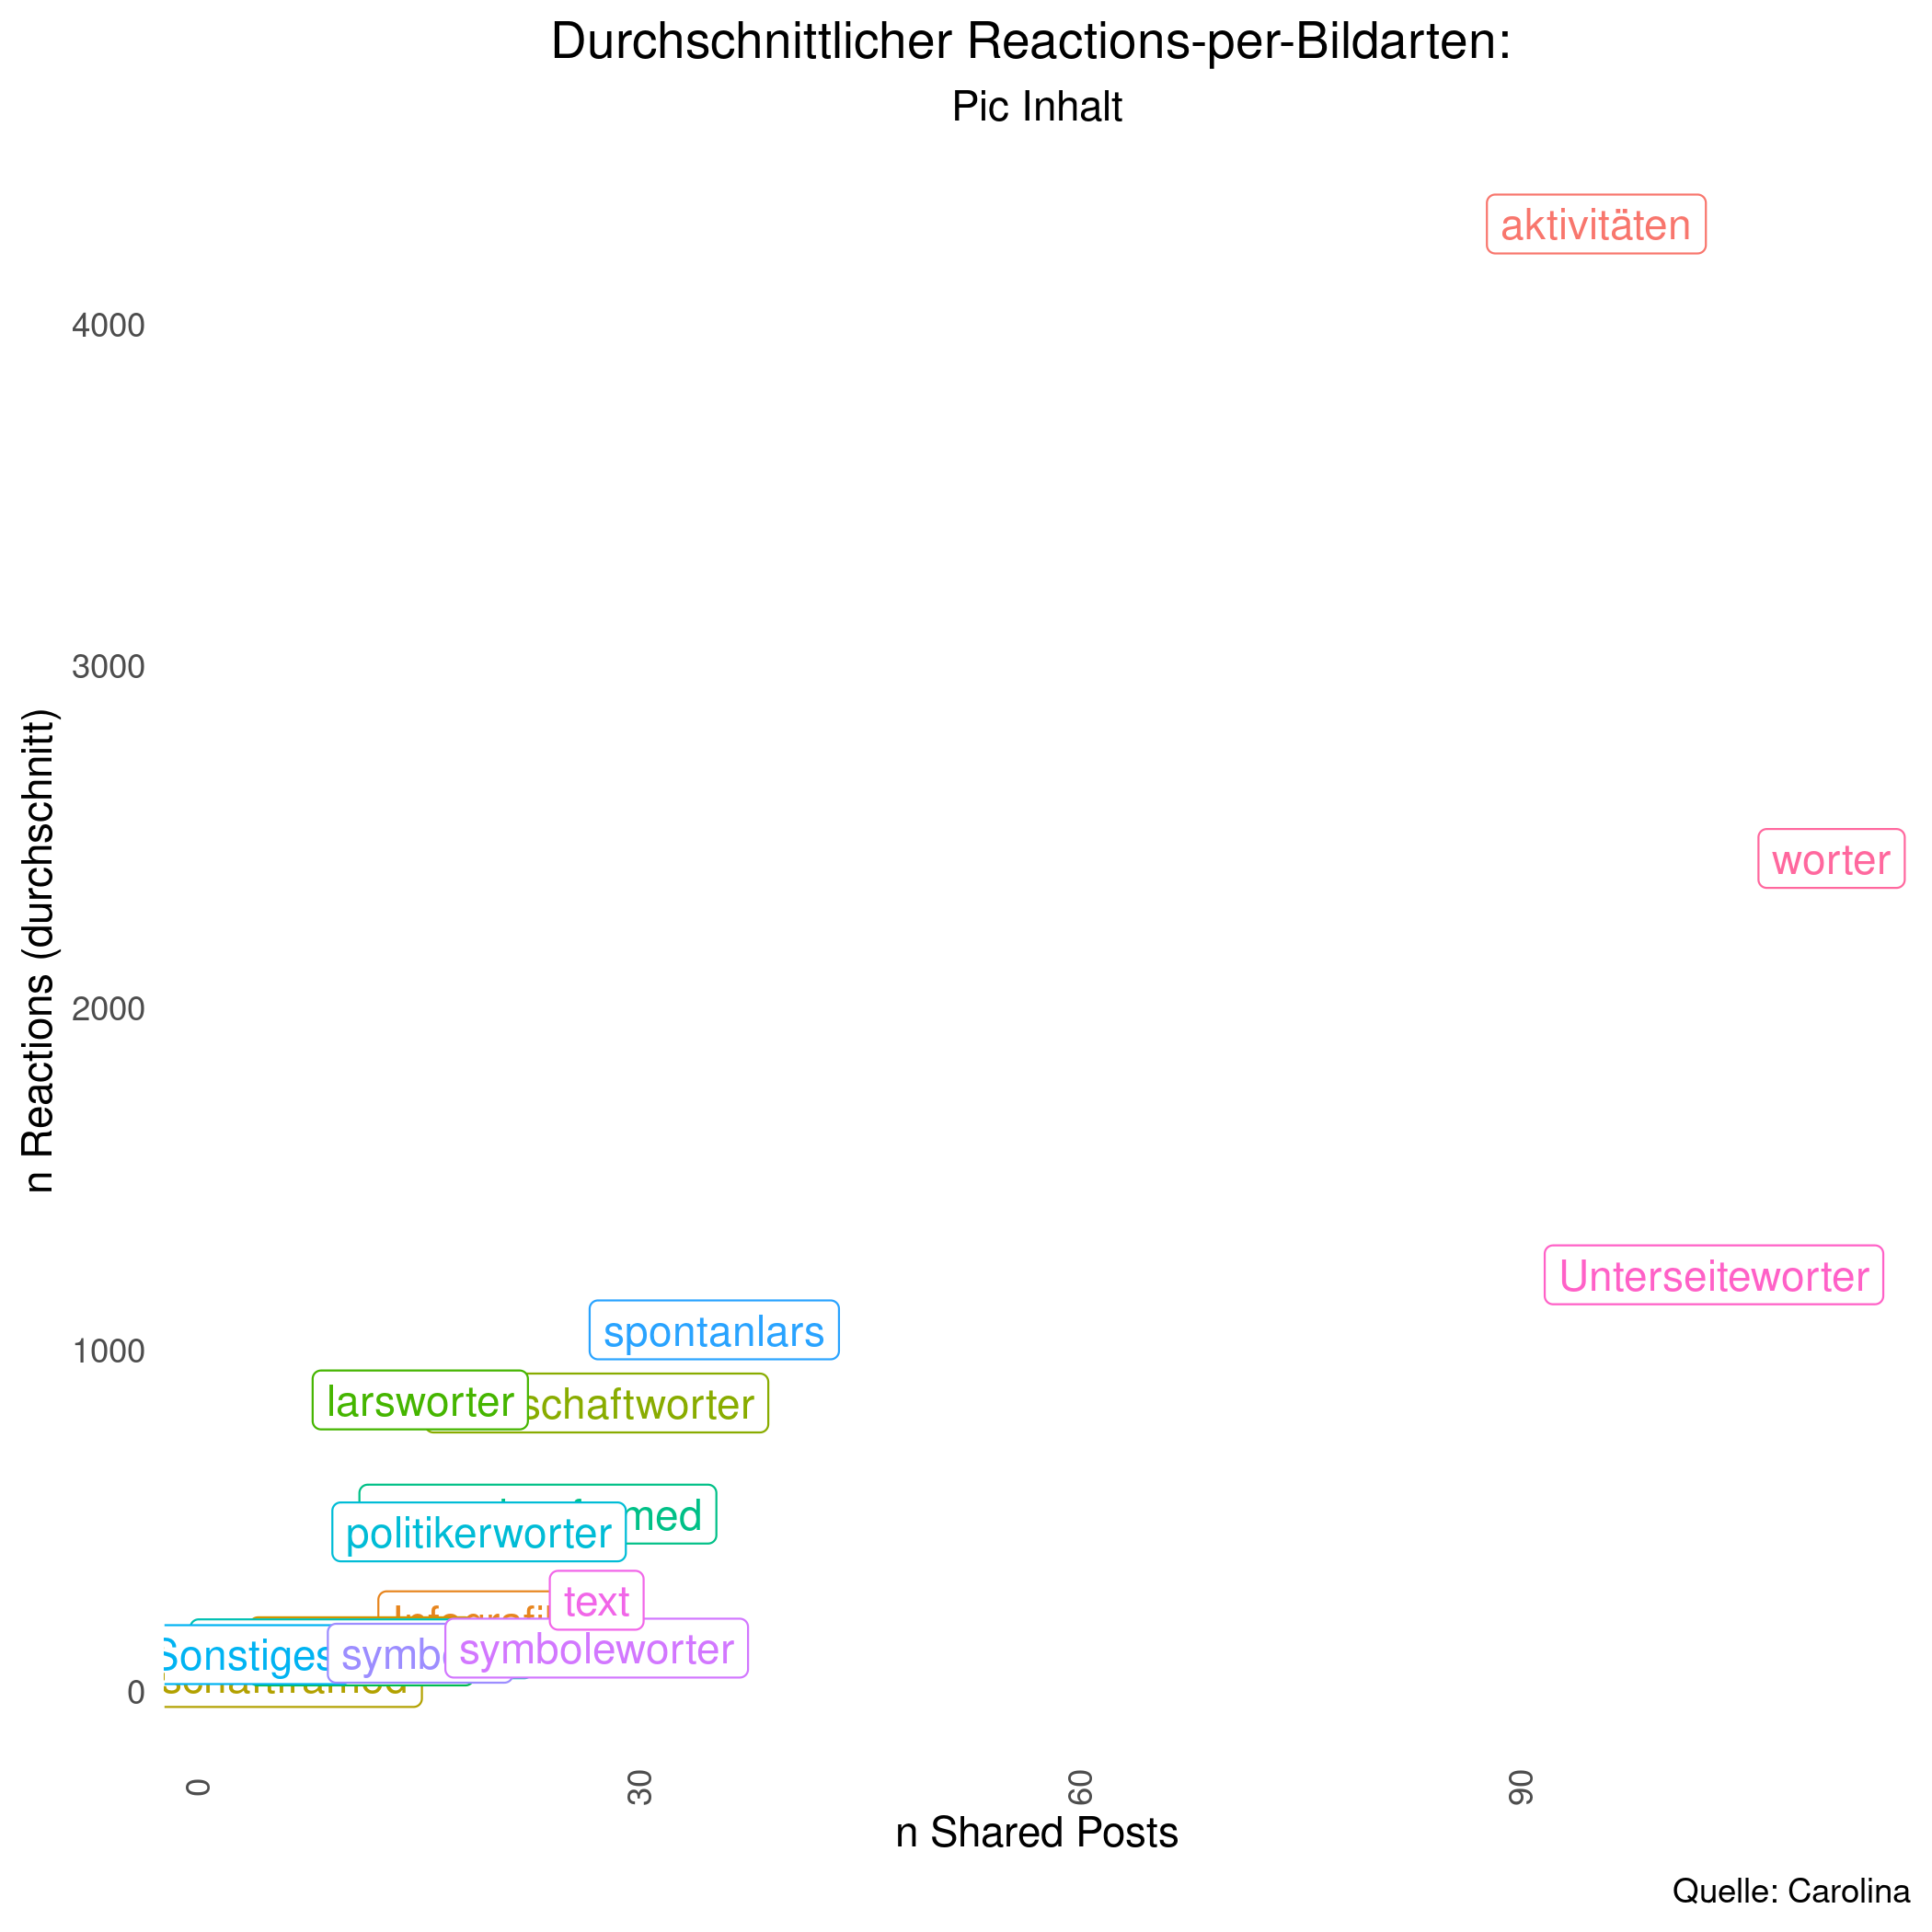 Durchschnittlicher Reactions-per-Bildarten:
Pic Inhalt
aktivitäten
4000
3000
worter
n Reactions (durchschnitt)
2000
Unterseiteworter
spontanlars
1000
larsworter
schaftworter
med
politikerworter
text
symboleworter
Sonstiges
symb
0
0
30
60
90
n Shared Posts
Quelle: Carolina